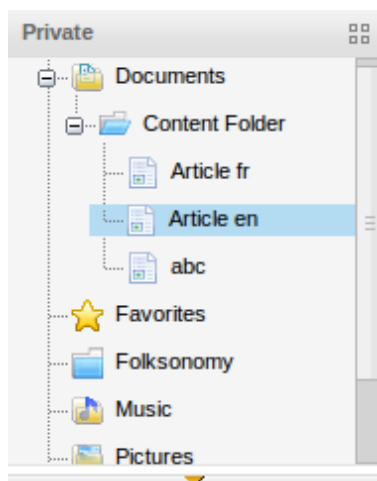 Private
Documents
Content Folder
Article fr
Article en
abc
Favorites
Folksonomy
Music
Pictures